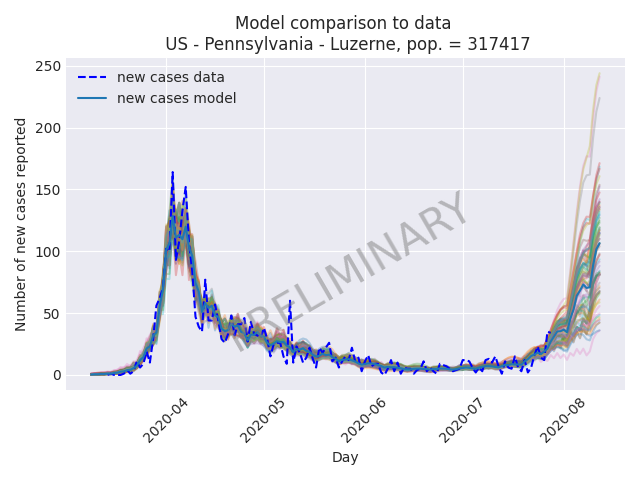 Model comparison to data
US - Pennsylvania - Luzerne, pop. = 317417
new cases data
new cases model
PRELIMINARY
Number of new cases reported
250
200
150
100
50
0
2020-04
2020-05
2020-06
2020-07
2020-08
Day